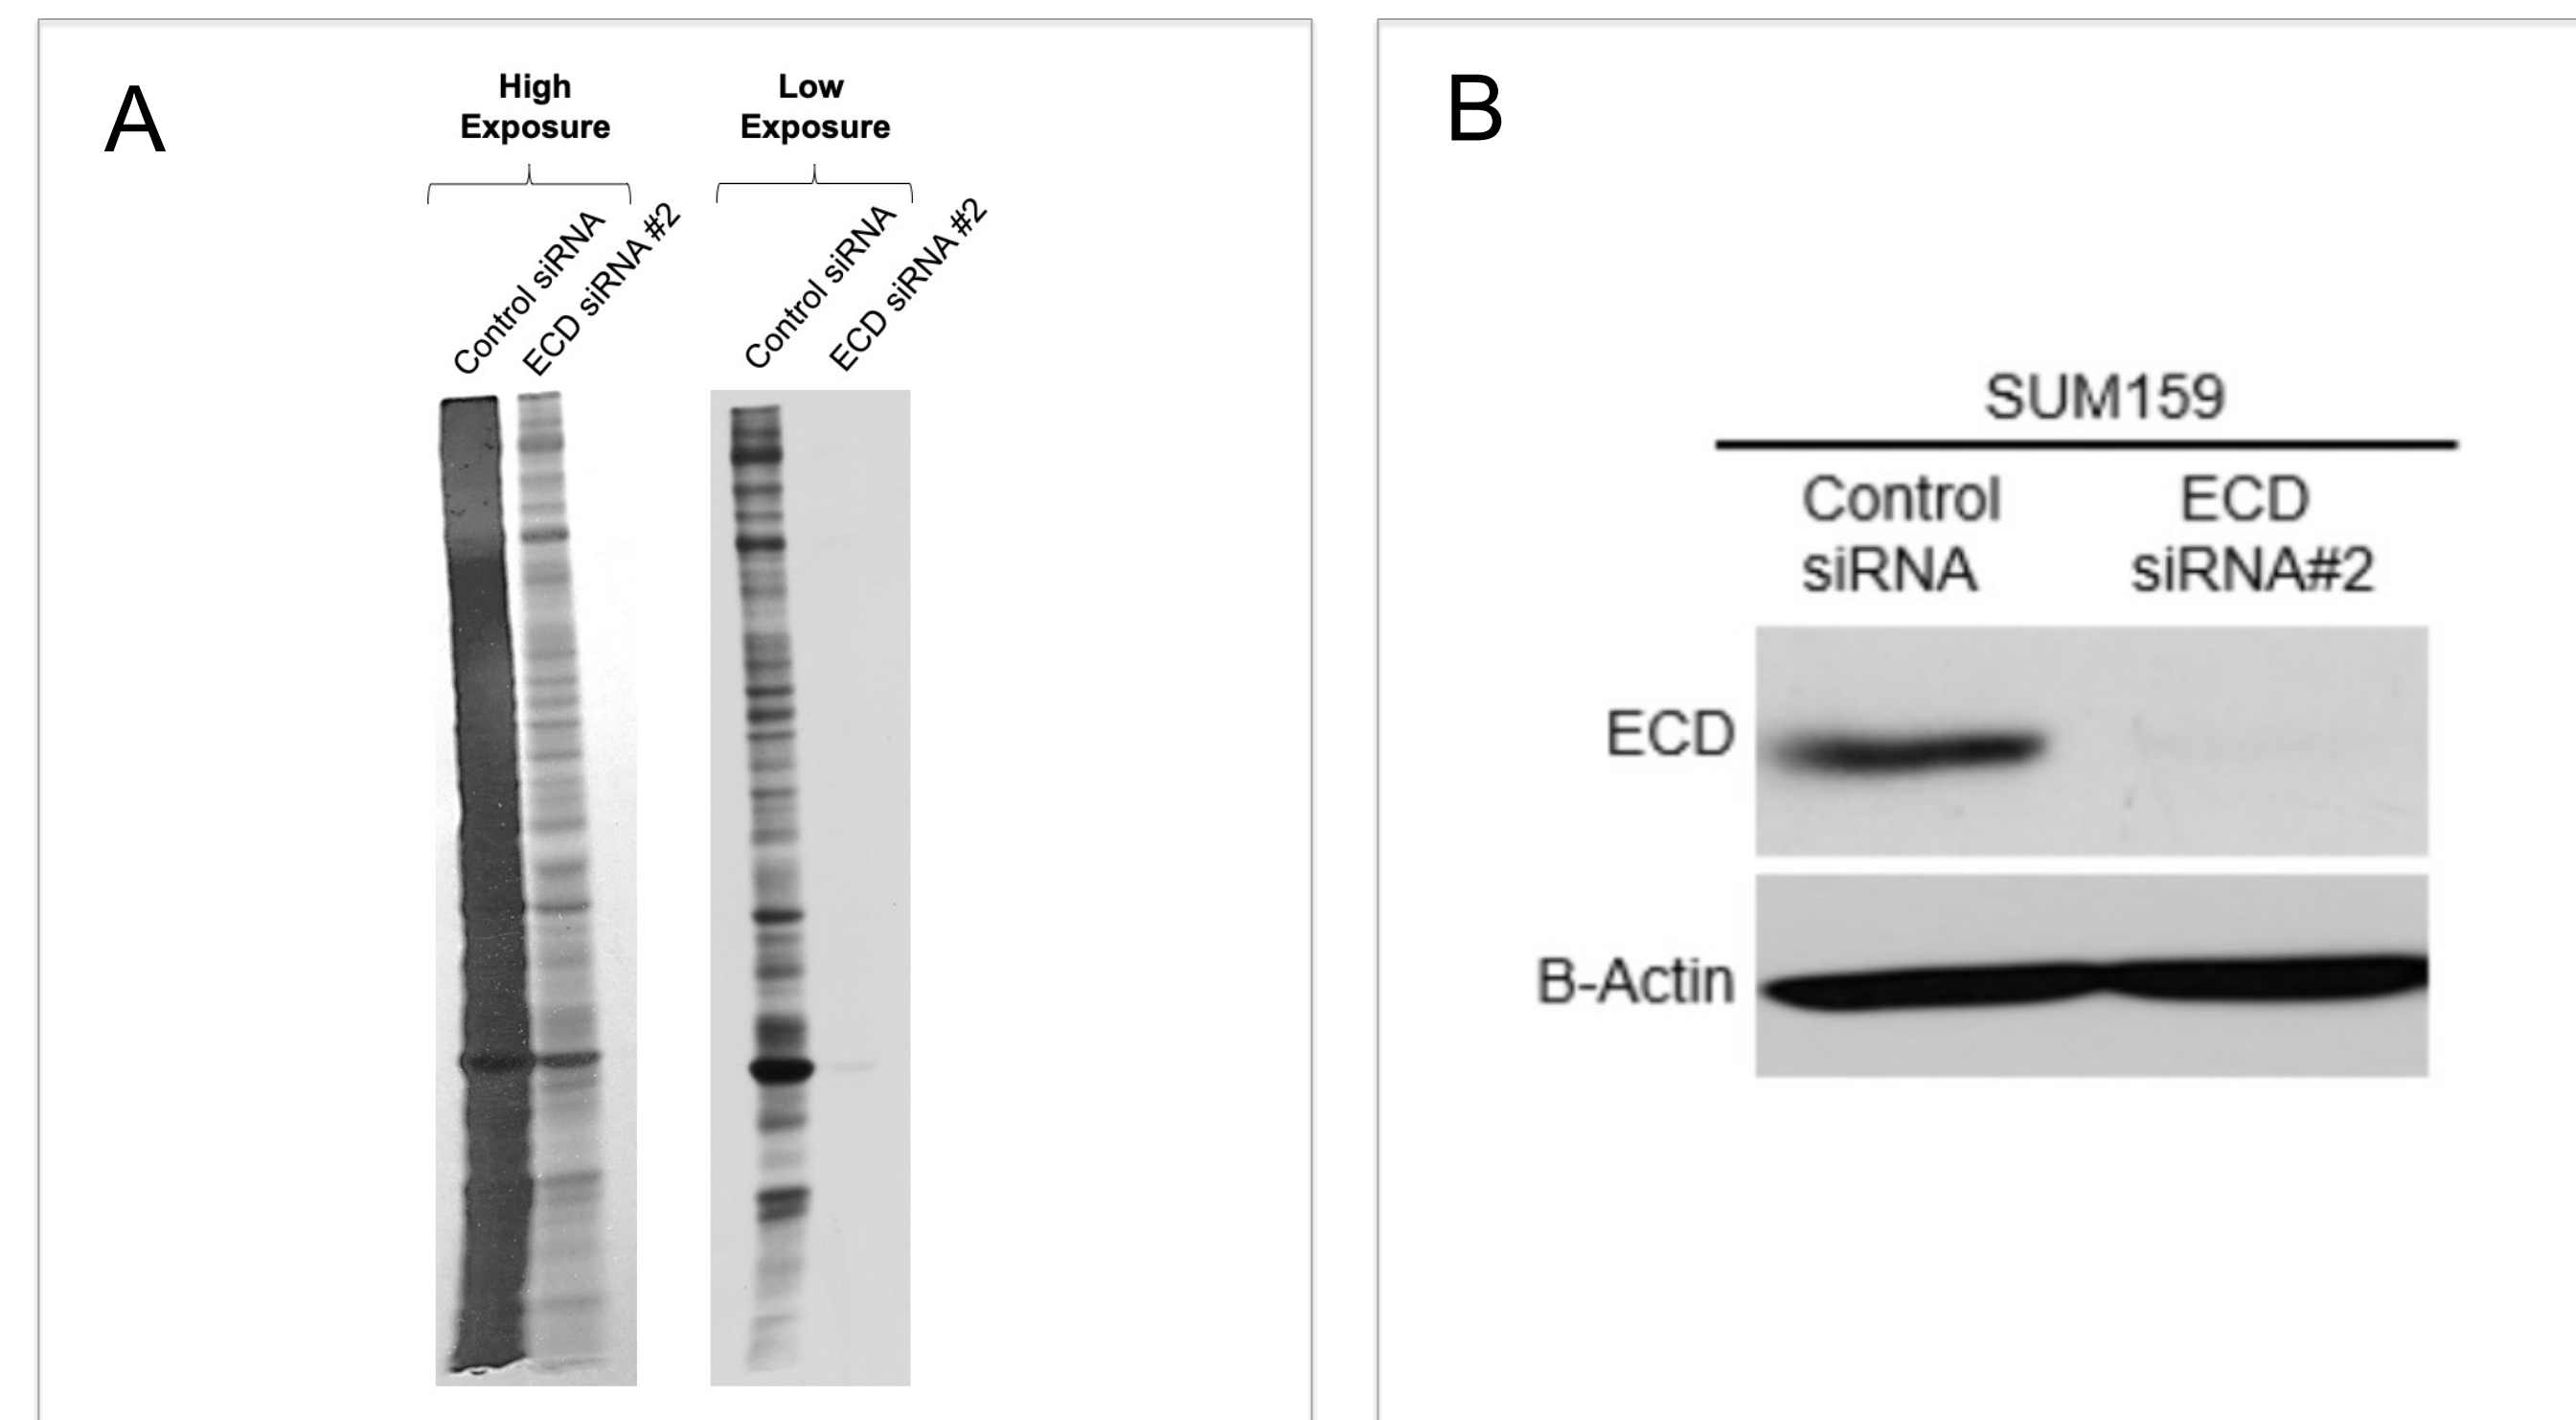 A
High
Exposure
Low
Exposure
Control siRNA
ECD siRNA #2
Control siRNA
ECD siRNA #2
B
SUM159
Control
siRNA
ECD
siRNA#2
ECD
B-Actin